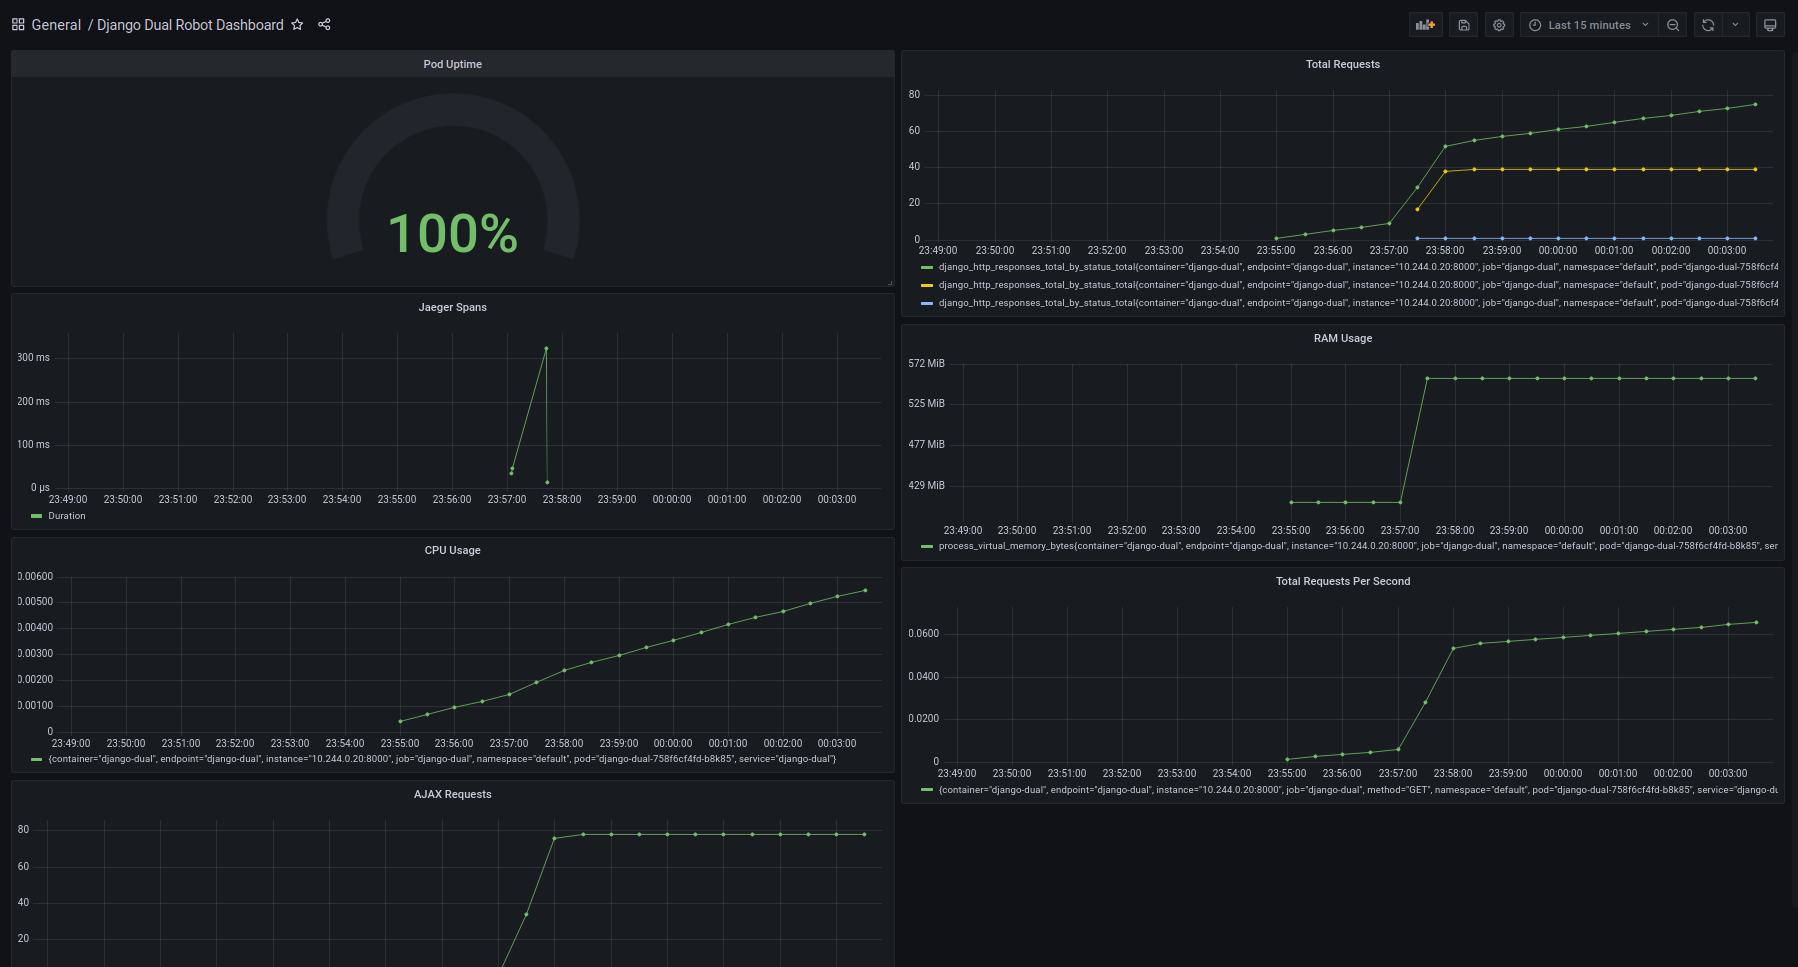 General / Django Dual Robot Dashboard
Last 15 minutes
Pod Uptime
100%
Jaeger Spans
300 ms
200 ms
100 ms
0 µs
23:49:00 23:50:00 23:51:00 23:52:00 23:53:00 23:54:00 23:55:00 23:56:00 23:57:00 23:58:00 23:59:00 00:00:00 00:01:00 00:02:00 00:03:00
Duration
CPU Usage
0.00600
0.00500
0.00400
0.00300
0.00200
0.00100
0
23:49:00 23:50:00 23:51:00 23:52:00 23:53:00 23:54:00 23:55:00 23:56:00 23:57:00 23:58:00 23:59:00 00:00:00 00:01:00 00:02:00 00:03:00
{container="django-dual", endpoint="django-dual", instance="10.244.0.20:8000", job="django-dual", namespace="default", pod="django-dual-758f6cf4fd-b8k85", service="django-dual"}
AJAX Requests
80
60
40
20
Total Requests
80
60
40
20
0
23:49:00 23:50:00 23:51:00 23:52:00 23:53:00 23:54:00 23:55:00 23:56:00 23:57:00 23:58:00 23:59:00 00:00:00 00:01:00 00:02:00 00:03:00
django_http_responses_total_by_status_total{container="django-dual", endpoint="django-dual", instance="10.244.0.20:8000", job="django-dual", namespace="default", pod="django-dual-758f6cf4
django_http_responses_total_by_status_total{container="django-dual", endpoint="django-dual", instance="10.244.0.20:8000", job="django-dual", namespace="default", pod="django-dual-758f6cf4
django_http_responses_total_by_status_total{container="django-dual", endpoint="django-dual", instance="10.244.0.20:8000", job="django-dual", namespace="default", pod="django-dual-758f6cf4
RAM Usage
572 MiB
525 MiB
477 MiB
429 MiB
23:49:00 23:50:00 23:51:00 23:52:00 23:53:00 23:54:00 23:55:00 23:56:00 23:57:00 23:58:00 23:59:00 00:00:00 00:01:00 00:02:00 00:03:00
process_virtual_memory_bytes{container="django-dual", endpoint="django-dual", instance="10.244.0.20:8000", job="django-dual", namespace="default", pod="django-dual-758f6cf4fd-b8k85", ser
Total Requests Per Second
0.0600
0.0400
0.0200
0
23:49:00 23:50:00 23:51:00 23:52:00 23:53:00 23:54:00 23:55:00 23:56:00 23:57:00 23:58:00 23:59:00 00:00:00 00:01:00 00:02:00 00:03:00
{container="django-dual", endpoint="django-dual", instance="10.244.0.20:8000", job="django-dual", method="GET", namespace="default", pod="django-dual-758f6cf4fd-b8k85", service="django-du